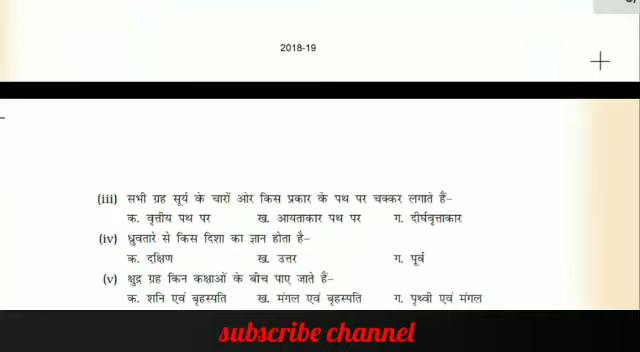 2018-19
(iii) सभी ग्रह सूर्य के चारों ओर किस प्रकार के पथ पर चक्कर लगाते हैं–
क. वृत्तीय पथ पर ख. आयताकार पथ पर ग. दीर्घवृत्ताकार
(iv) ध्रुवतारे से किस दिशा का ज्ञान होता है–
क. दक्षिण ख. उत्तर ग. पूर्व
(v) क्षुद्र ग्रह किन कक्षाओं के बीच पाए जाते हैं–
क. शनि एवं बृहस्पति ख. मंगल एवं बृहस्पति ग. पृथ्वी एवं मंगल
subscribe channel